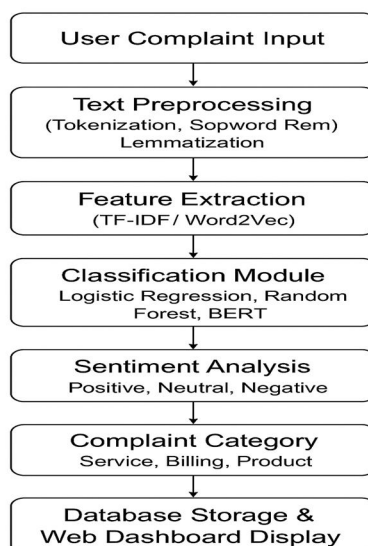 User Complaint Input
Text Preprocessing
(Tokenization, Sopword Rem)
Lemmatization
Feature Extraction
(TF-IDF / Word2Vec)
Classification Module
Logistic Regression, Random
Forest, BERT
Sentiment Analysis
Positive, Neutral, Negative
Complaint Category
Service, Billing, Product
Database Storage &
Web Dashboard Display